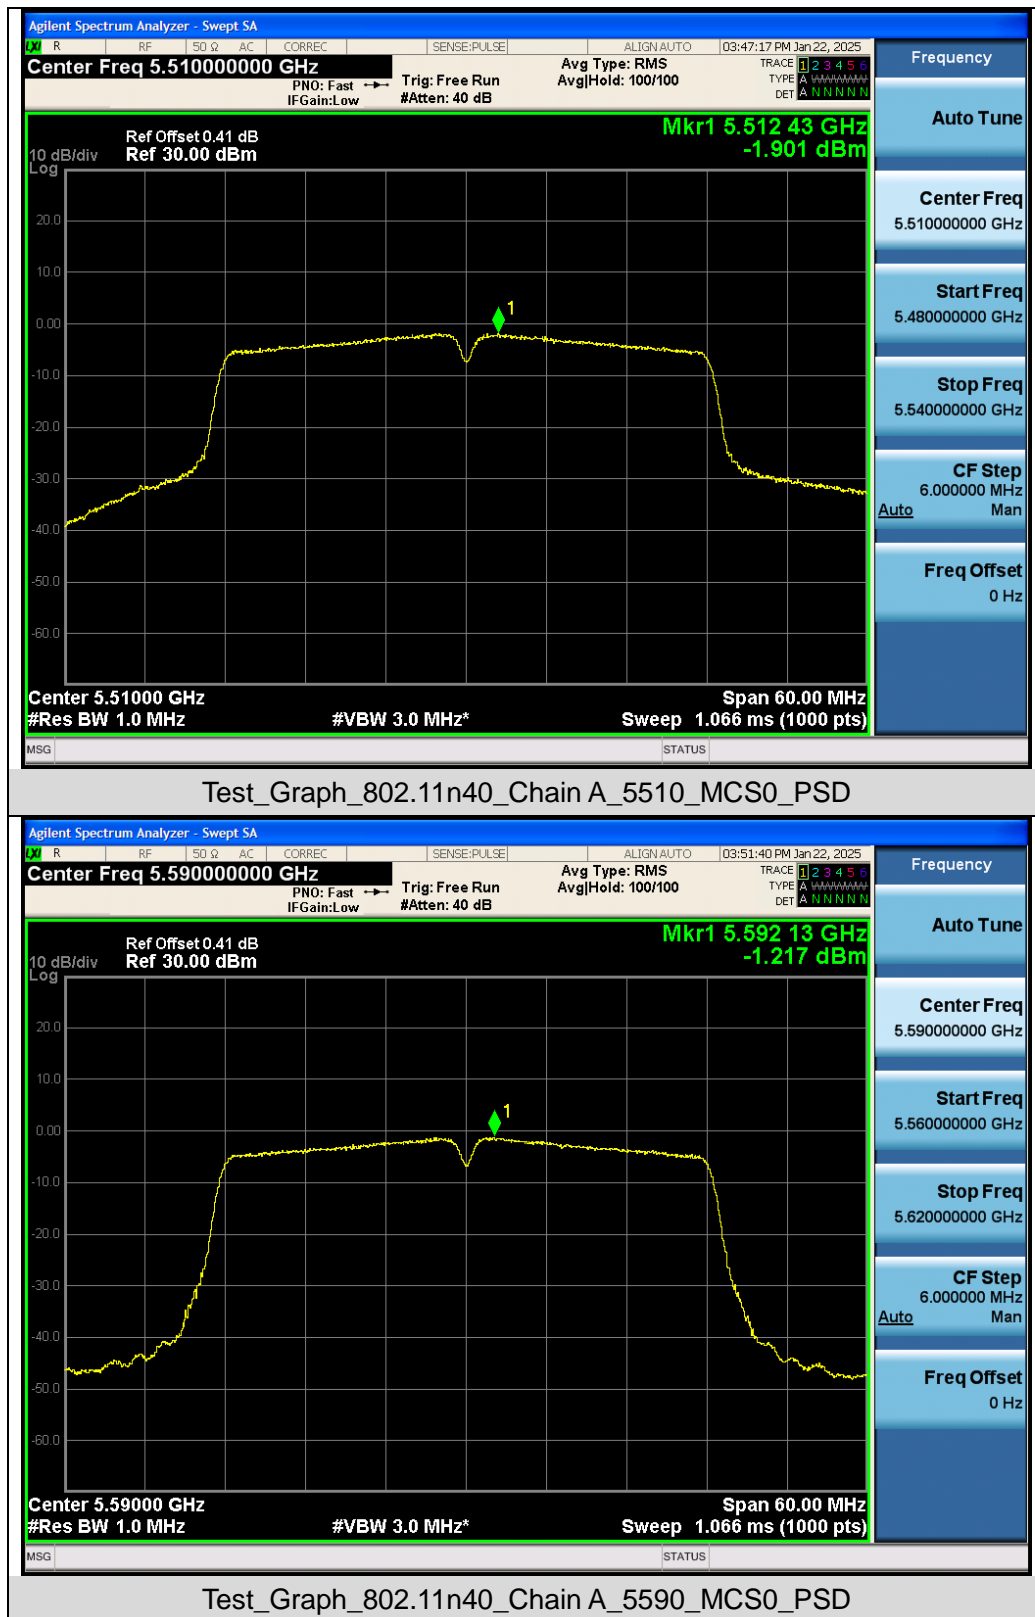 Agilent Spectrum Analyzer - Swept SA
LXI R RF 50 Ω AC CORREC SENSE:PULSE ALIGN AUTO 03:47:17 PM Jan 22, 2025
Center Freq 5.510000000 GHz
PNO: Fast
IFGain:Low
Trig: Free Run
#Atten: 40 dB
Avg Type: RMS
Avg|Hold: 100/100
TRACE 1 2 3 4 5 6
TYPE A WWWWW
DET A N N N N N
Mkr1 5.512 43 GHz
-1.901 dBm
Ref Offset 0.41 dB
10 dB/div Ref 30.00 dBm
Log
20.0
10.0
0.00
-10.0
-20.0
-30.0
-40.0
-50.0
-60.0
1
Center 5.51000 GHz Span 60.00 MHz
#Res BW 1.0 MHz #VBW 3.0 MHz* Sweep 1.066 ms (1000 pts)
MSG STATUS
Frequency
Auto Tune
Center Freq
5.510000000 GHz
Start Freq
5.480000000 GHz
Stop Freq
5.540000000 GHz
CF Step
6.000000 MHz
Auto Man
Freq Offset
0 Hz
Test_Graph_802.11n40_Chain A_5510_MCS0_PSD
Agilent Spectrum Analyzer - Swept SA
LXI R RF 50 Ω AC CORREC SENSE:PULSE ALIGN AUTO 03:51:40 PM Jan 22, 2025
Center Freq 5.590000000 GHz
PNO: Fast
IFGain:Low
Trig: Free Run
#Atten: 40 dB
Avg Type: RMS
Avg|Hold: 100/100
TRACE 1 2 3 4 5 6
TYPE A WWWWW
DET A N N N N N
Mkr1 5.592 13 GHz
-1.217 dBm
Ref Offset 0.41 dB
10 dB/div Ref 30.00 dBm
Log
20.0
10.0
0.00
-10.0
-20.0
-30.0
-40.0
-50.0
-60.0
1
Center 5.59000 GHz Span 60.00 MHz
#Res BW 1.0 MHz #VBW 3.0 MHz* Sweep 1.066 ms (1000 pts)
MSG STATUS
Frequency
Auto Tune
Center Freq
5.590000000 GHz
Start Freq
5.560000000 GHz
Stop Freq
5.620000000 GHz
CF Step
6.000000 MHz
Auto Man
Freq Offset
0 Hz
Test_Graph_802.11n40_Chain A_5590_MCS0_PSD